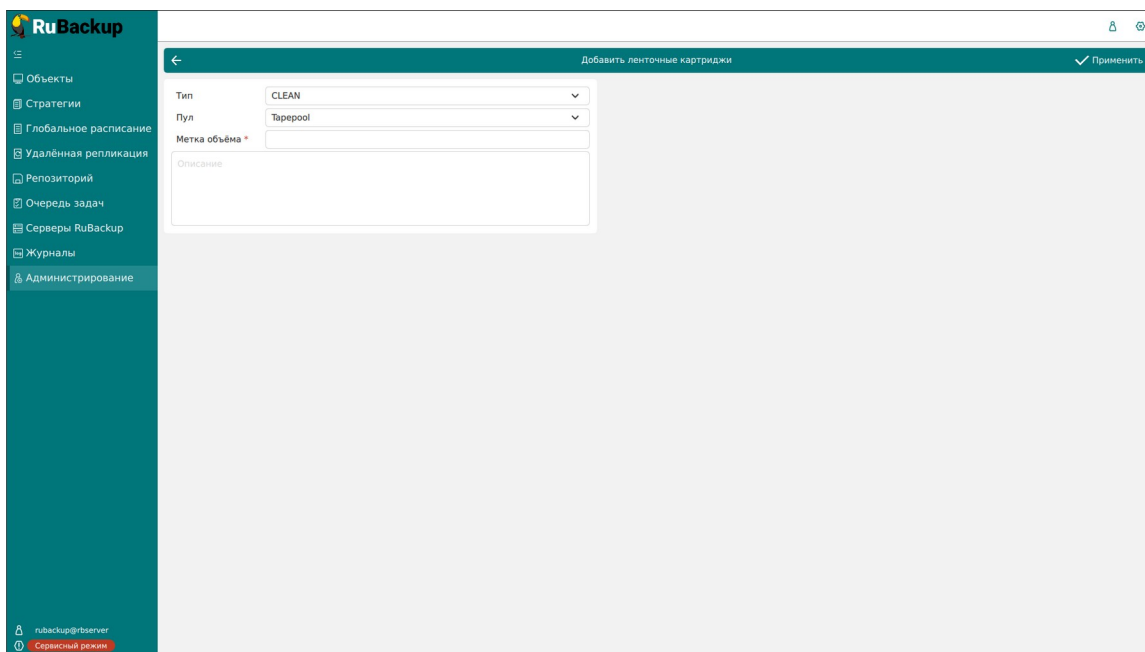 RuBackup
Объекты
Стратегии
Глобальное расписание
Удалённая репликация
Репозиторий
Очередь задач
Серверы RuBackup
Журналы
Администрирование
rubackup@rbserver
Сервисный режим
Добавить ленточные картриджи
Применить
Тип CLEAN
Пул Tapepool
Метка объёма *
Описание